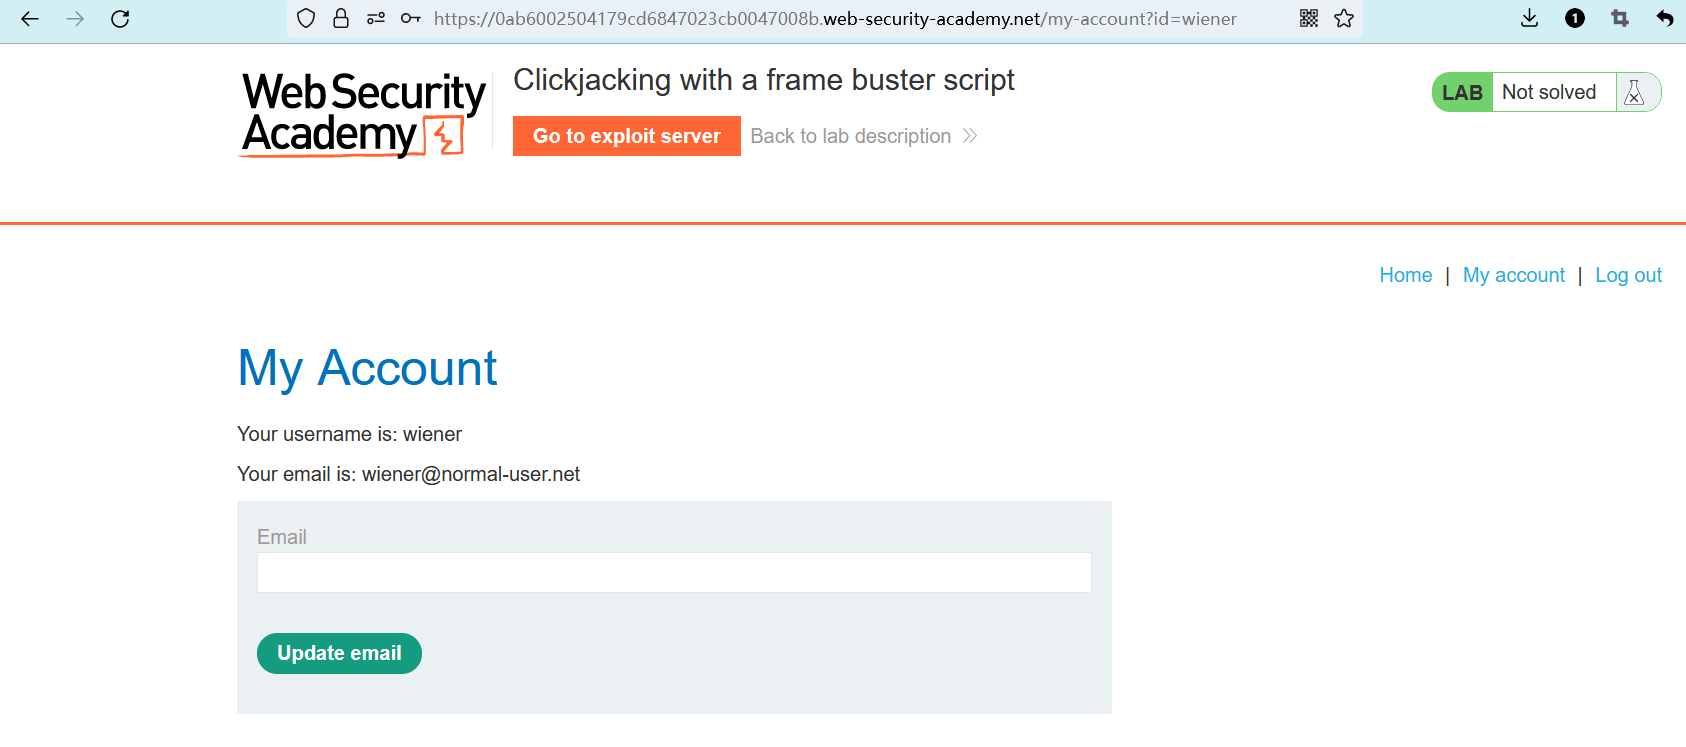 https://0ab6002504179cd6847023cb0047008b.web-security-academy.net/my-account?id=wiener
1
Web Security
Academy
Clickjacking with a frame buster script
Go to exploit server
Back to lab description
LAB
Not solved
Home | My account | Log out
My Account
Your username is: wiener
Your email is: wiener@normal-user.net
Email
Update email